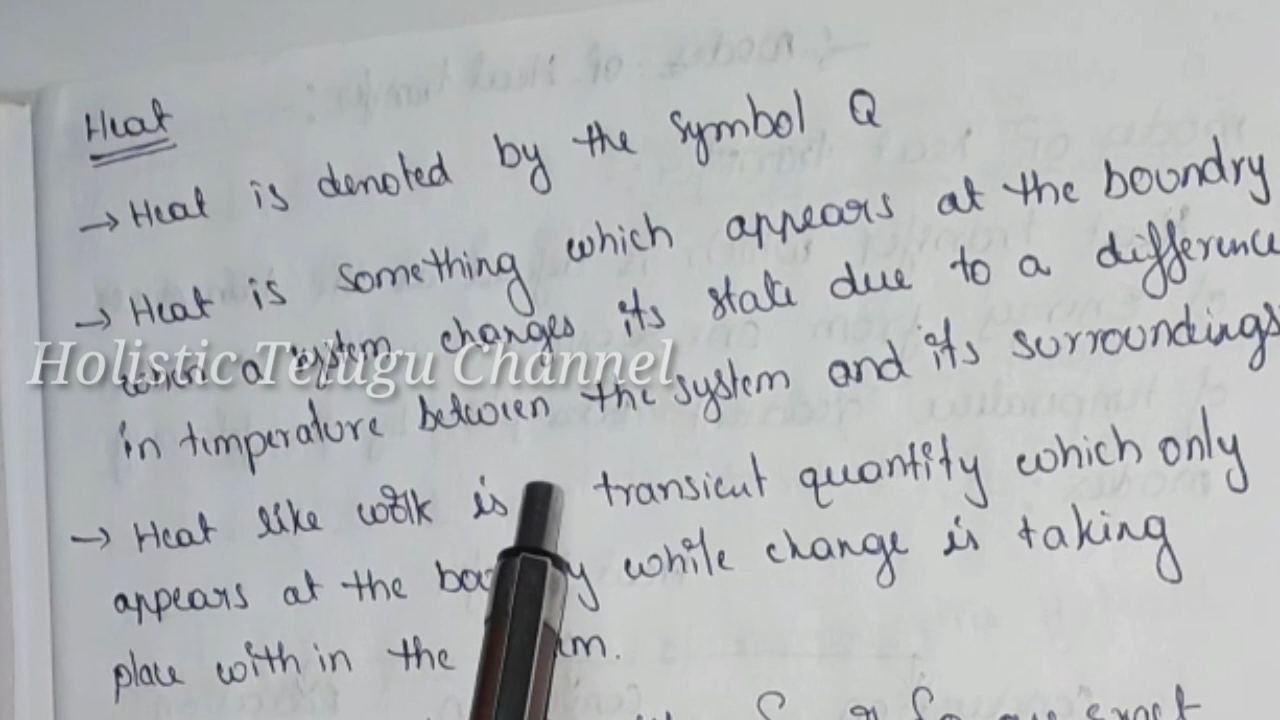 Heat
→ Heat is denoted by the symbol Q
→ Heat is something which appears at the boundry
when a system changes its state due to a difference
Holistic Telugu Channel
in temperature between the system and its surroundings
→ Heat like work is transient quantity which only
appears at the while change is taking
place with in the